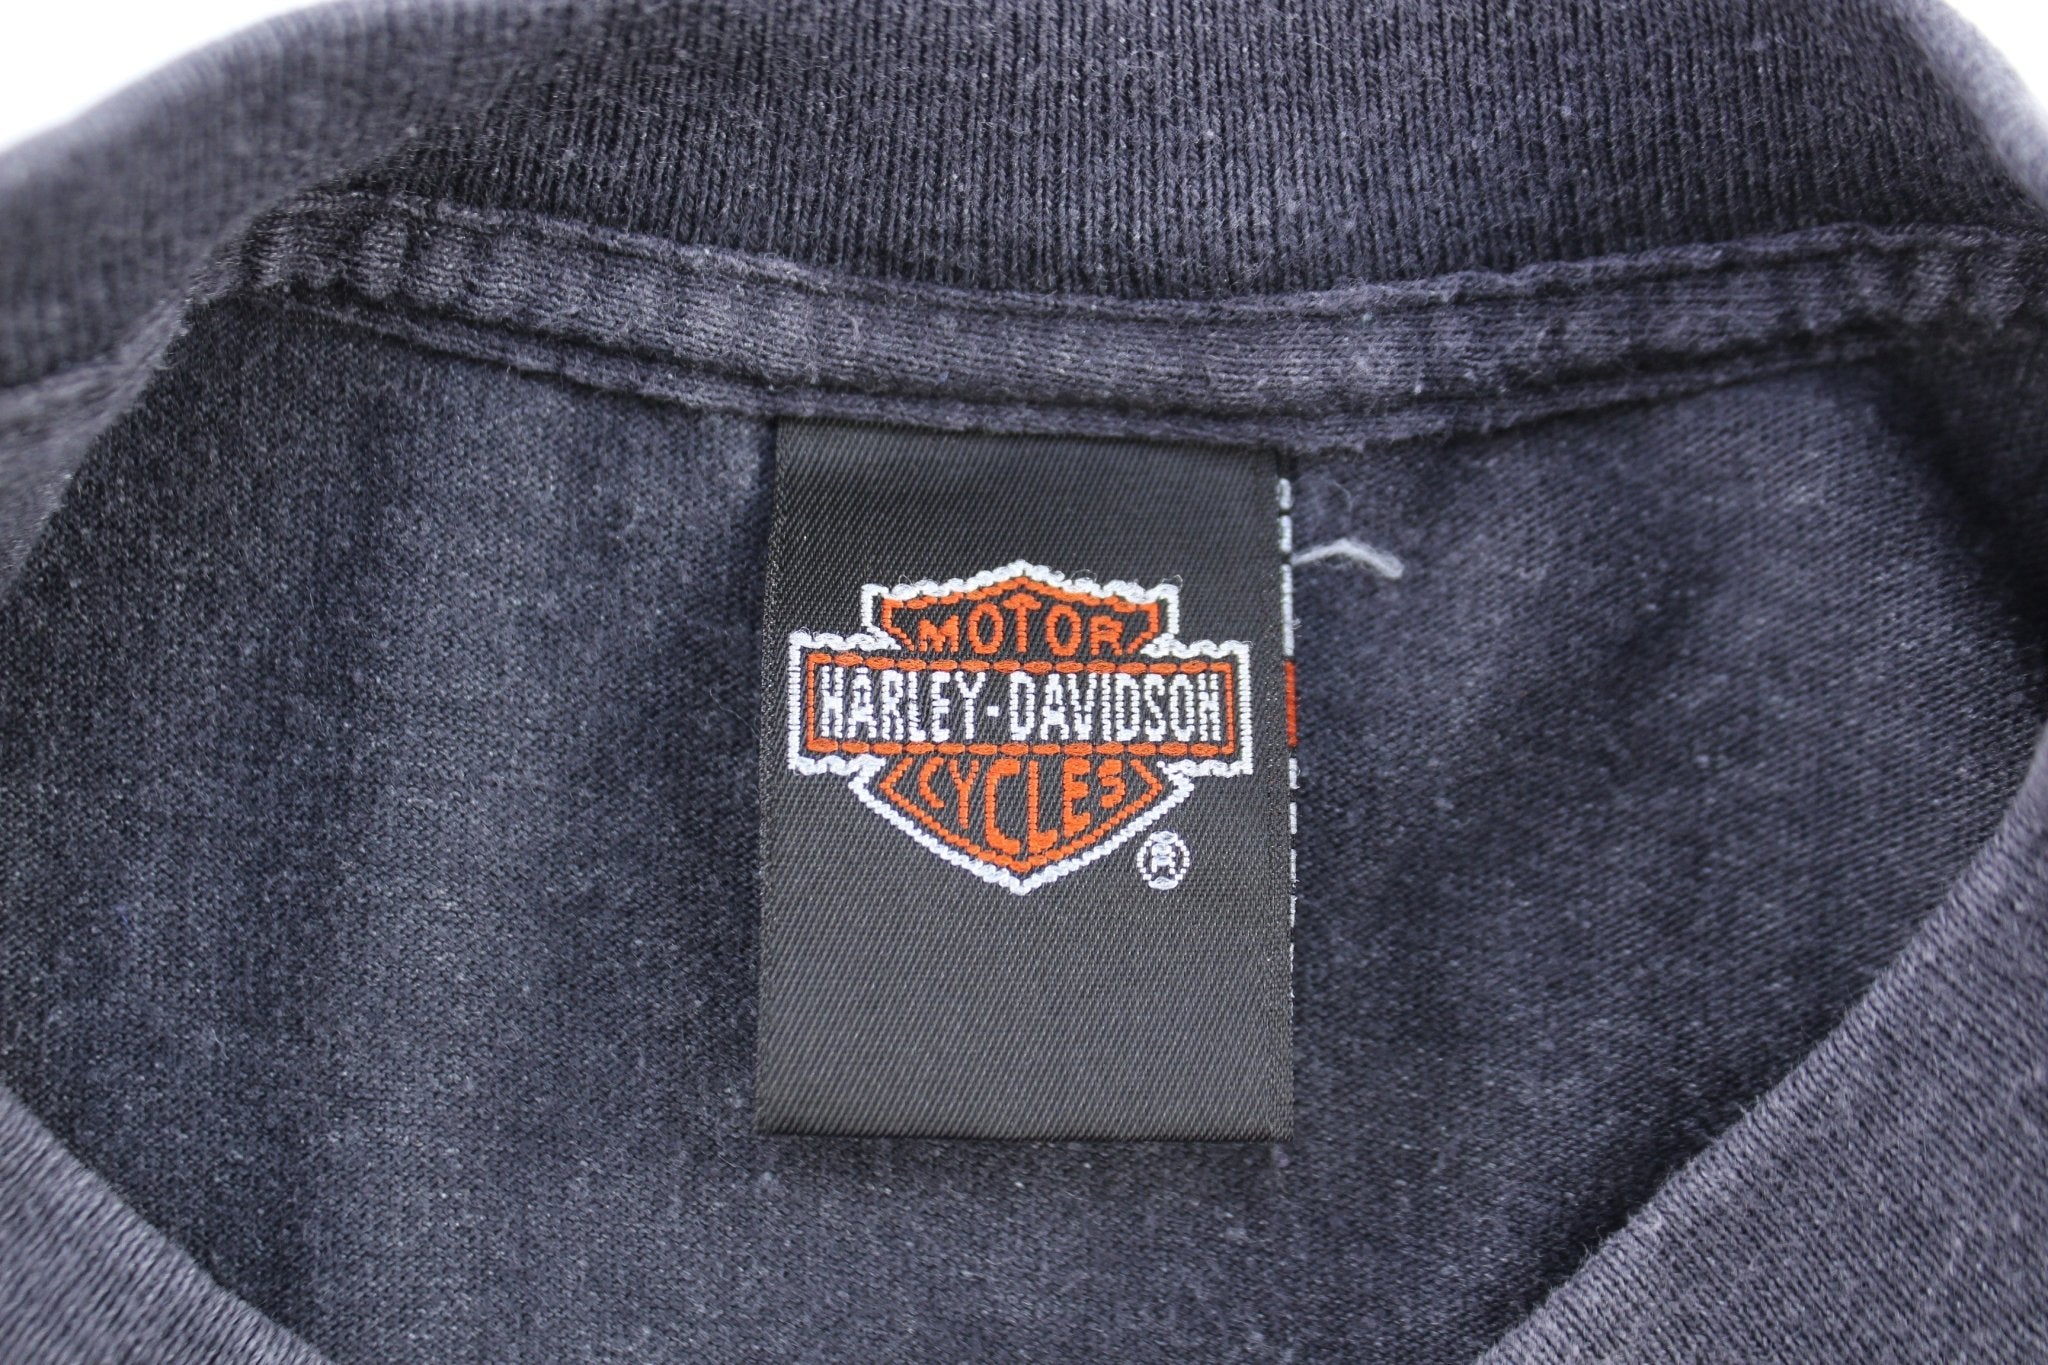 MOTOR
HARLEY-DAVIDSON
CYCLES
®